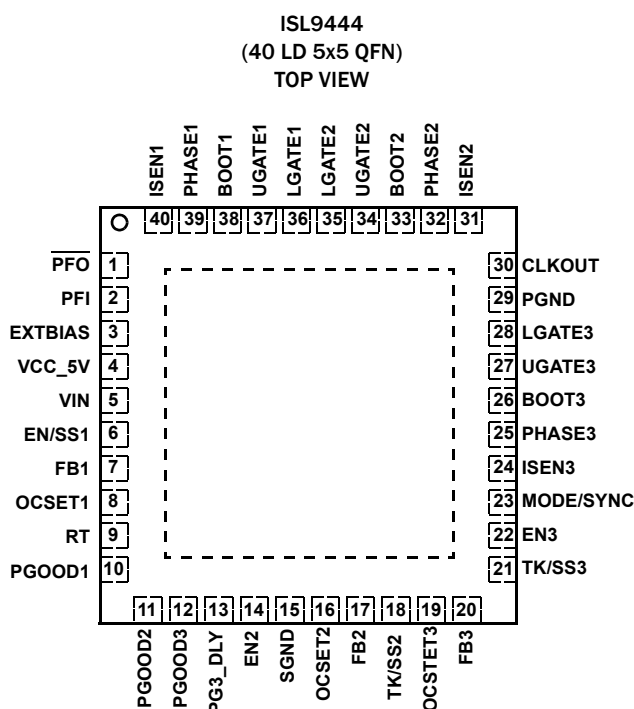 ISL9444
(40 LD 5x5 QFN)
TOP VIEW
ISEN1
PHASE1
BOOT1
UGATE1
LGATE1
LGATE2
UGATE2
BOOT2
PHASE2
ISEN2
40 39 38 37 36 35 34 33 32 31
PFO 1
PFI 2
EXTBIAS 3
VCC_5V 4
VIN 5
EN/SS1 6
FB1 7
OCSET1 8
RT 9
PGOOD1 10
30 CLKOUT
29 PGND
28 LGATE3
27 UGATE3
26 BOOT3
25 PHASE3
24 ISEN3
23 MODE/SYNC
22 EN3
21 TK/SS3
11 12 13 14 15 16 17 18 19 20
PGOOD2
PGOOD3
PG3_DLY
EN2
SGND
OCSET2
FB2
TK/SS2
OCSTET3
FB3